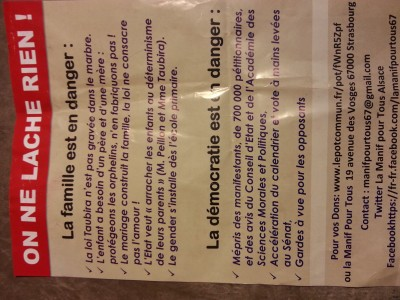 ON NE LACHE RIEN !
La famille est en danger :
✓ La loi Taubira n'est pas gravée dans le marbre.
✓ L'enfant a besoin d'un père et d'une mère :
protégeons les orphelins, n'en fabriquons pas !
✓ Le mariage construit la famille, la loi ne consacre
pas l'amour !
✓ L'Etat veut « arracher les enfants au déterminisme
de leurs parents » (M. Peillon et Mme Taubira).
✓ Le gender s'installe dès l'école primaire.
La démocratie est en danger :
✓ Mépris des manifestants, de 700 000 pétitionnaires,
et des avis du Conseil d'Etat et de l'Académie des
Sciences Morales et Politiques,
✓ Accélération du calendrier et vote à mains levées
au Sénat,
✓ Gardes à vue pour les opposants
Pour vos Dons: www.lepotcommun.fr/pot/lWnR5Zpf
ou la Manif Pour Tous 19 avenue des Vosges 67000 Strasbourg
Contact : manifpourtous67@gmail.com
Twitter La Manif pour Tous Alsace
Facebookhttps://fr-fr.facebook.com/lamanifpourtous67